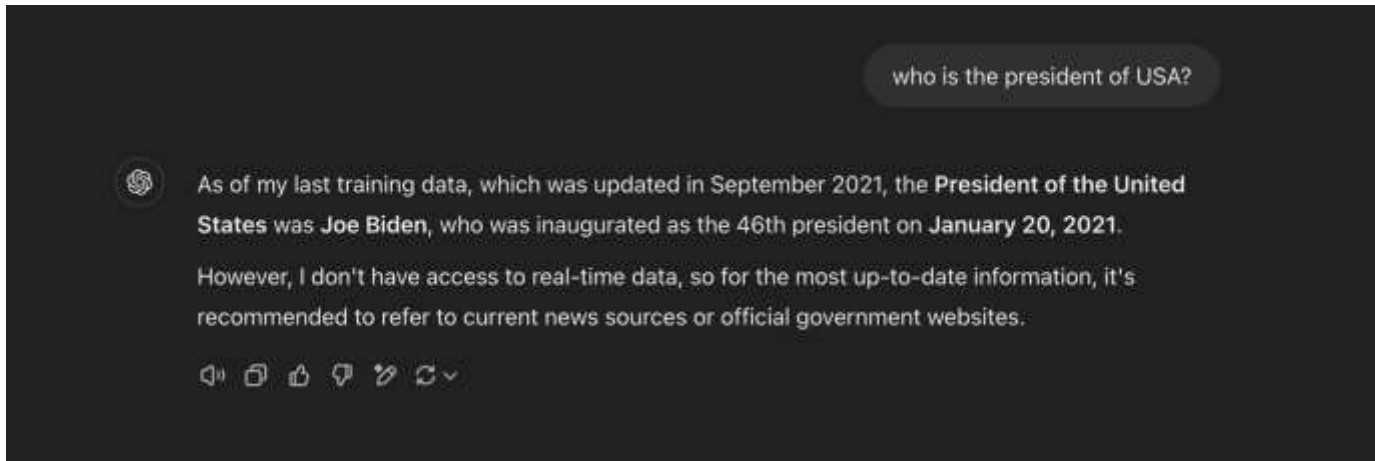 who is the president of USA?
As of my last training data, which was updated in September 2021, the President of the United
States was Joe Biden, who was inaugurated as the 46th president on January 20, 2021.
However, I don't have access to real-time data, so for the most up-to-date information, it's
recommended to refer to current news sources or official government websites.